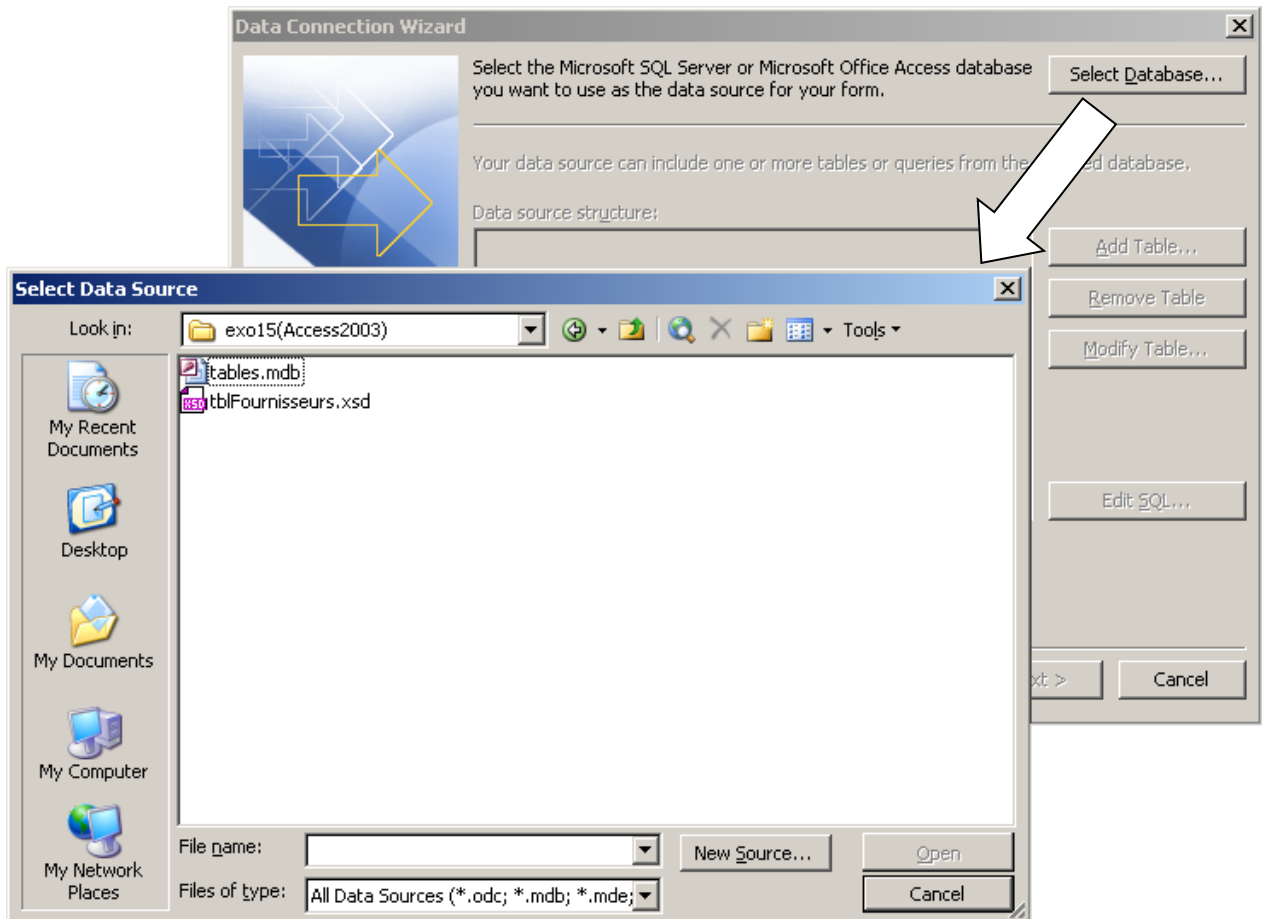 Data Connection Wizard
Select the Microsoft SQL Server or Microsoft Office Access database
you want to use as the data source for your form.
Select Database...
Your data source can include one or more tables or queries from the
ed database.
Data source structure:
Add Table...
Remove Table
Modify Table...
Edit SQL...
xt >
Cancel
Select Data Source
Look in:
exo15(Access2003)
Tools
tables.mdb
XSD
tblFournisseurs.xsd
My Recent
Documents
Desktop
My Documents
My Computer
My Network
Places
File name:
New Source...
Open
Files of type:
All Data Sources (*.odc; *.mdb; *.mde;
Cancel